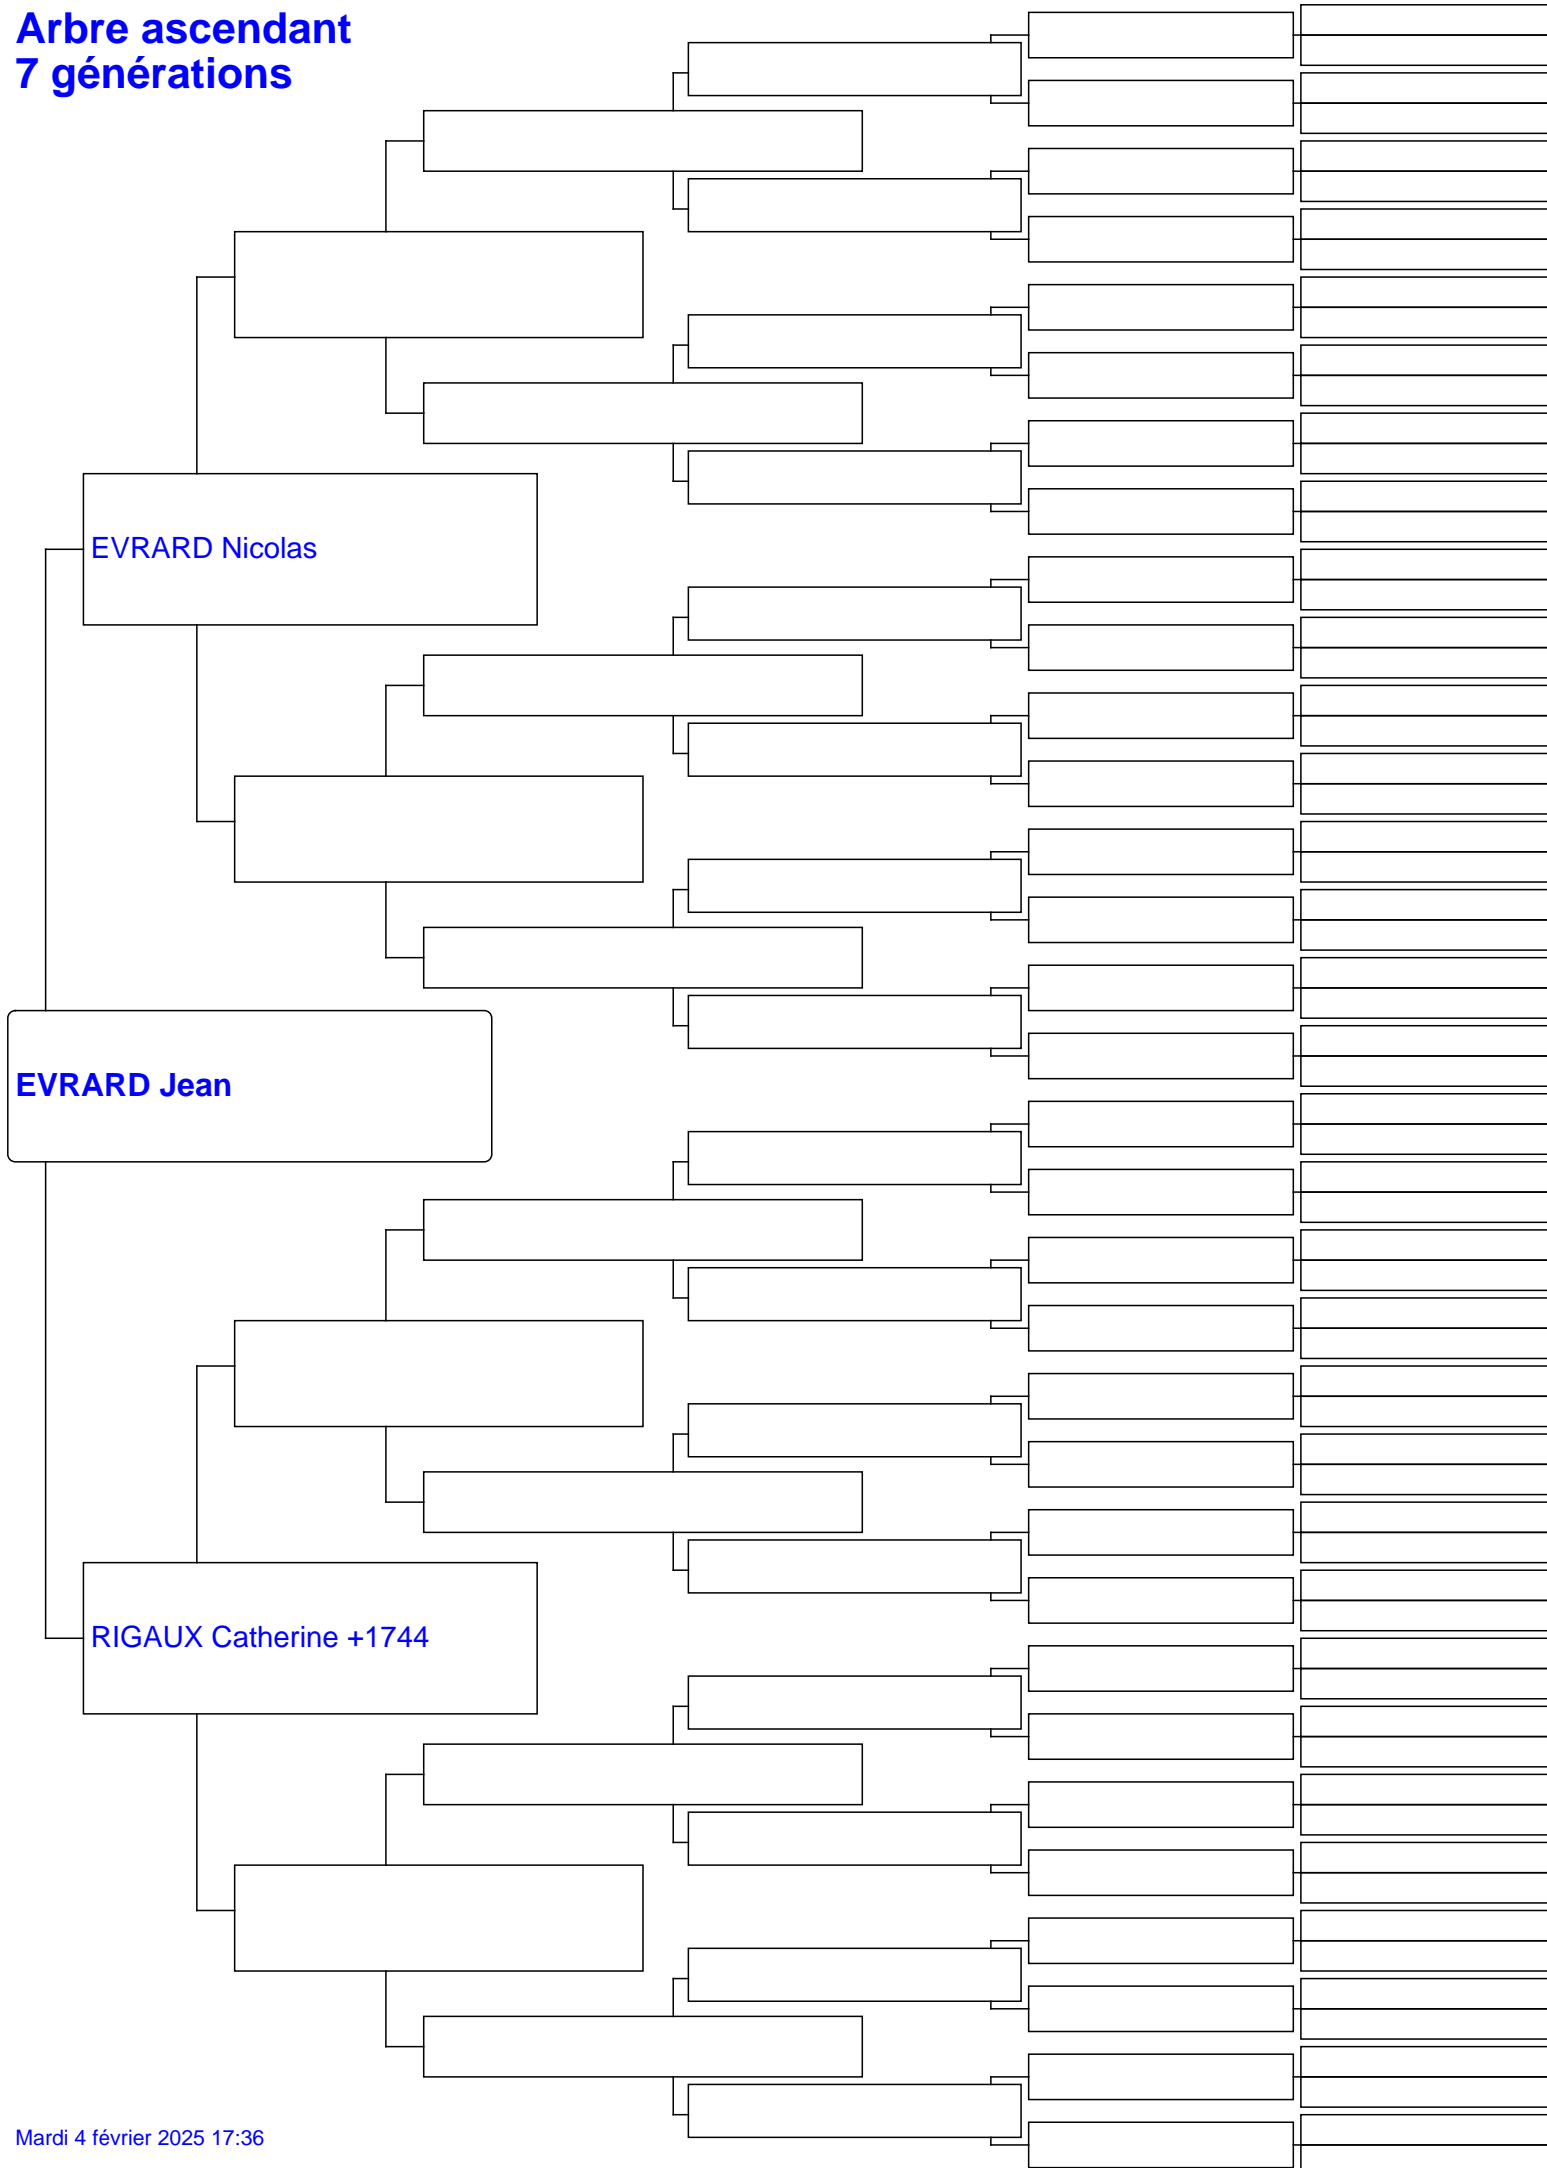 Arbre ascendant
7 générations
EVRARD Nicolas
EVRARD Jean
RIGAUX Catherine +1744
Mardi 4 février 2025 17:36